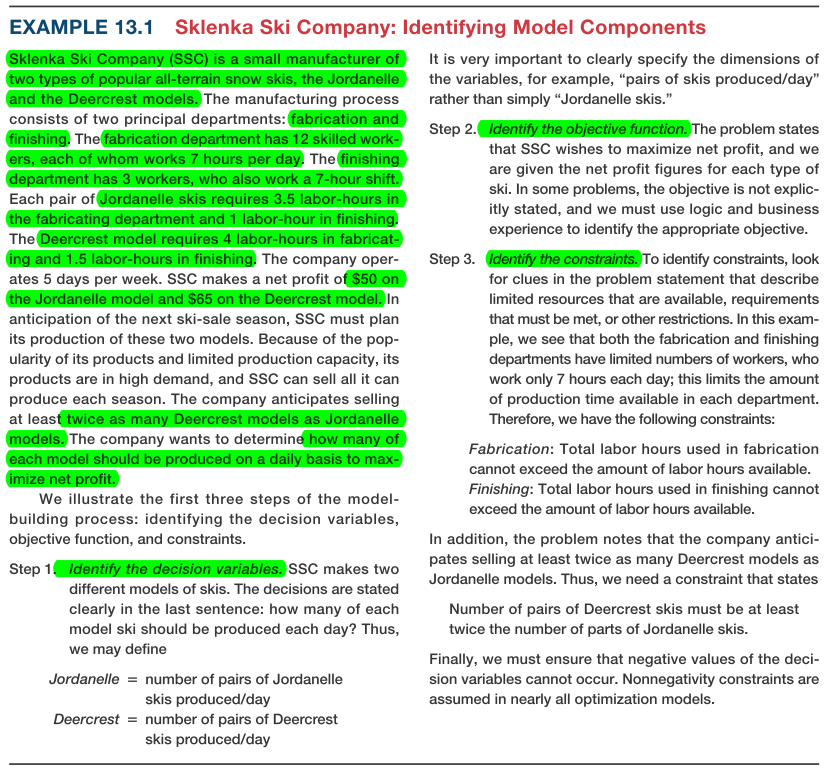 EXAMPLE 13.1 Sklenka Ski Company: Identifying Model Components
Sklenka Ski Company (SSC) is a small manufacturer of
two types of popular all-terrain snow skis, the Jordanelle
and the Deercrest models. The manufacturing process
consists of two principal departments: fabrication and
finishing. The fabrication department has 12 skilled work-
ers, each of whom works 7 hours per day. The finishing
department has 3 workers, who also work a 7-hour shift.
Each pair of Jordanelle skis requires 3.5 labor-hours in
the fabricating department and 1 labor-hour in finishing.
The Deercrest model requires 4 labor-hours in fabricat-
ing and 1.5 labor-hours in finishing. The company oper-
ates 5 days per week. SSC makes a net profit of $50 on
the Jordanelle model and $65 on the Deercrest model. In
anticipation of the next ski-sale season, SSC must plan
its production of these two models. Because of the pop-
ularity of its products and limited production capacity, its
products are in high demand, and SSC can sell all it can
produce each season. The company anticipates selling
at least twice as many Deercrest models as Jordanelle
models. The company wants to determine how many of
each model should be produced on a daily basis to max-
imize net profit.
We illustrate the first three steps of the model-
building process: identifying the decision variables,
objective function, and constraints.
Step 1. Identify the decision variables. SSC makes two
different models of skis. The decisions are stated
clearly in the last sentence: how many of each
model ski should be produced each day? Thus,
we may define
Jordanelle = number of pairs of Jordanelle
skis produced/day
Deercrest = number of pairs of Deercrest
skis produced/day
It is very important to clearly specify the dimensions of
the variables, for example, “pairs of skis produced/day”
rather than simply “Jordanelle skis.”
Step 2. Identify the objective function. The problem states
that SSC wishes to maximize net profit, and we
are given the net profit figures for each type of
ski. In some problems, the objective is not explic-
itly stated, and we must use logic and business
experience to identify the appropriate objective.
Step 3. Identify the constraints. To identify constraints, look
for clues in the problem statement that describe
limited resources that are available, requirements
that must be met, or other restrictions. In this exam-
ple, we see that both the fabrication and finishing
departments have limited numbers of workers, who
work only 7 hours each day; this limits the amount
of production time available in each department.
Therefore, we have the following constraints:
Fabrication: Total labor hours used in fabrication
cannot exceed the amount of labor hours available.
Finishing: Total labor hours used in finishing cannot
exceed the amount of labor hours available.
In addition, the problem notes that the company antici-
pates selling at least twice as many Deercrest models as
Jordanelle models. Thus, we need a constraint that states
Number of pairs of Deercrest skis must be at least
twice the number of parts of Jordanelle skis.
Finally, we must ensure that negative values of the deci-
sion variables cannot occur. Nonnegativity constraints are
assumed in nearly all optimization models.